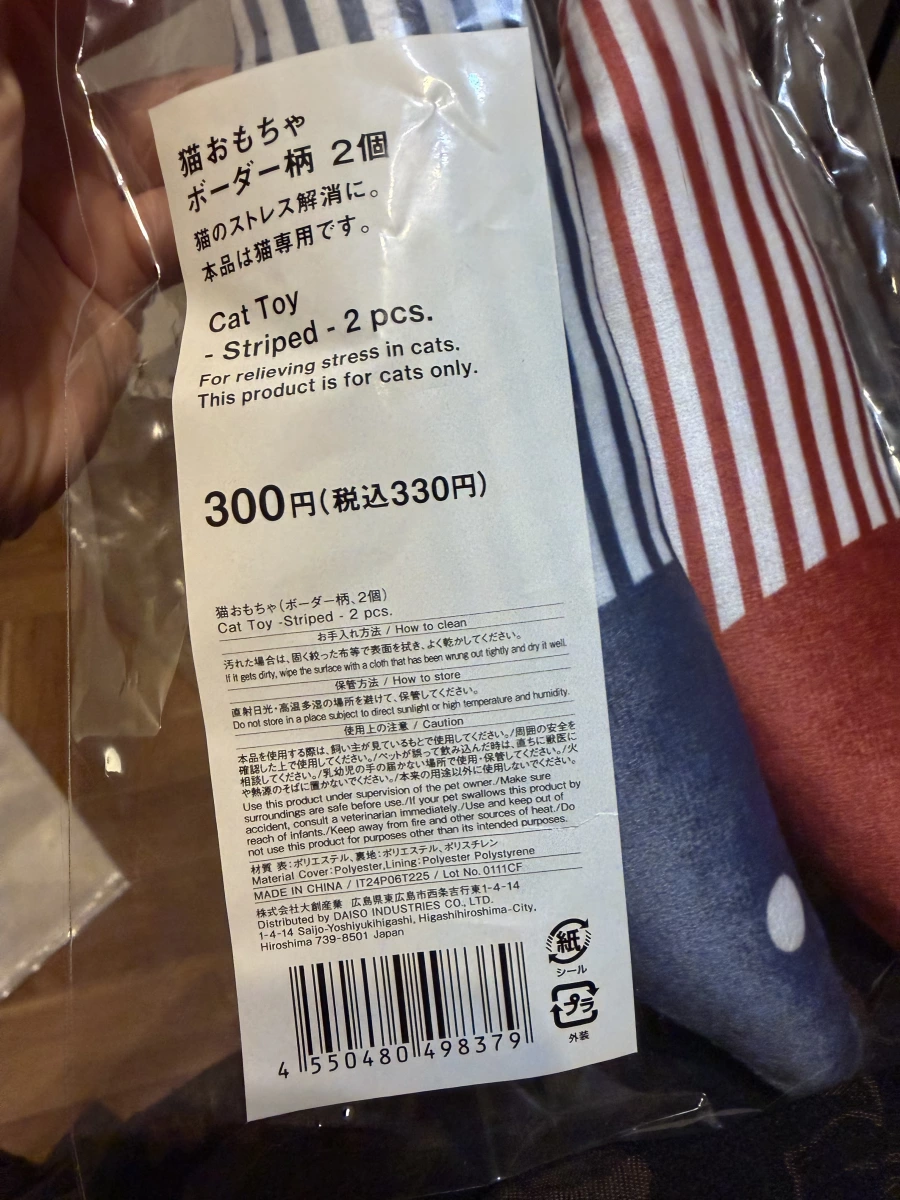 猫おもちゃ
ボーダー柄 2個
猫のストレス解消に。
本品は猫専用です。
Cat Toy
- Striped - 2 pcs.
For relieving stress in cats.
This product is for cats only.
300円(税込330円)
猫おもちゃ(ボーダー柄、2個)
Cat Toy -Striped - 2 pcs.
お手入れ方法 / How to clean
汚れた場合は、固く絞った布等で表面を拭き、よく乾かしてください。
If it gets dirty, wipe the surface with a cloth that has been wrung out tightly and dry it well.
保管方法 / How to store
直射日光・高温多湿の場所を避けて、保管してください。
Do not store in a place subject to direct sunlight or high temperature and humidity.
使用上の注意 / Caution
本品を使用する際は、飼い主が見ているもとで使用してください。/周囲の安全を
確認した上で使用してください。/ペットが誤って飲み込んだ時は、直ちに獣医に
相談してください。/乳幼児の手の届かない場所で使用・保管してください。/火
や熱源のそばに置かないでください。/本来の用途以外に使用しないでください。
Use this product under supervision of the pet owner./Make sure
surroundings are safe before use./If your pet swallows this product by
accident, consult a veterinarian immediately./Use and keep out of
reach of infants./Keep away from fire and other sources of heat./Do
not use this product for purposes other than its intended purposes.
材質 表:ポリエステル、裏地:ポリエステル、ポリスチレン
Material Cover:Polyester,Lining:Polyester Polystyrene
MADE IN CHINA / IT24P06T225 / Lot No. 0111CF
株式会社大創産業 広島県東広島市西条吉行東1-4-14
Distributed by DAISO INDUSTRIES CO., LTD.
1-4-14 Saijo-Yoshiyukihigashi, Higashihiroshima-City,
Hiroshima 739-8501 Japan
紙
シール
プラ
外装
4 550480 498379